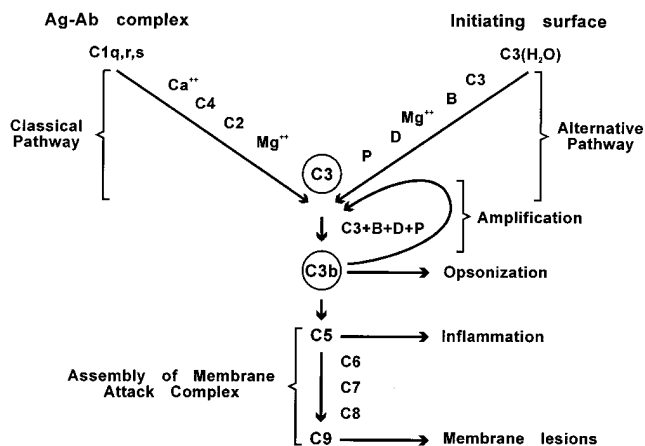 Ag-Ab complex
Initiating surface
C1q,r,s
C3(H₂O)
Ca⁺⁺
C4
C2
Mg⁺⁺
C3
B
Mg⁺⁺
D
P
Classical
Pathway
Alternative
Pathway
C3
C3+B+D+P
Amplification
C3b
Opsonization
C5
Inflammation
C6
C7
C8
Assembly of Membrane
Attack Complex
C9
Membrane lesions